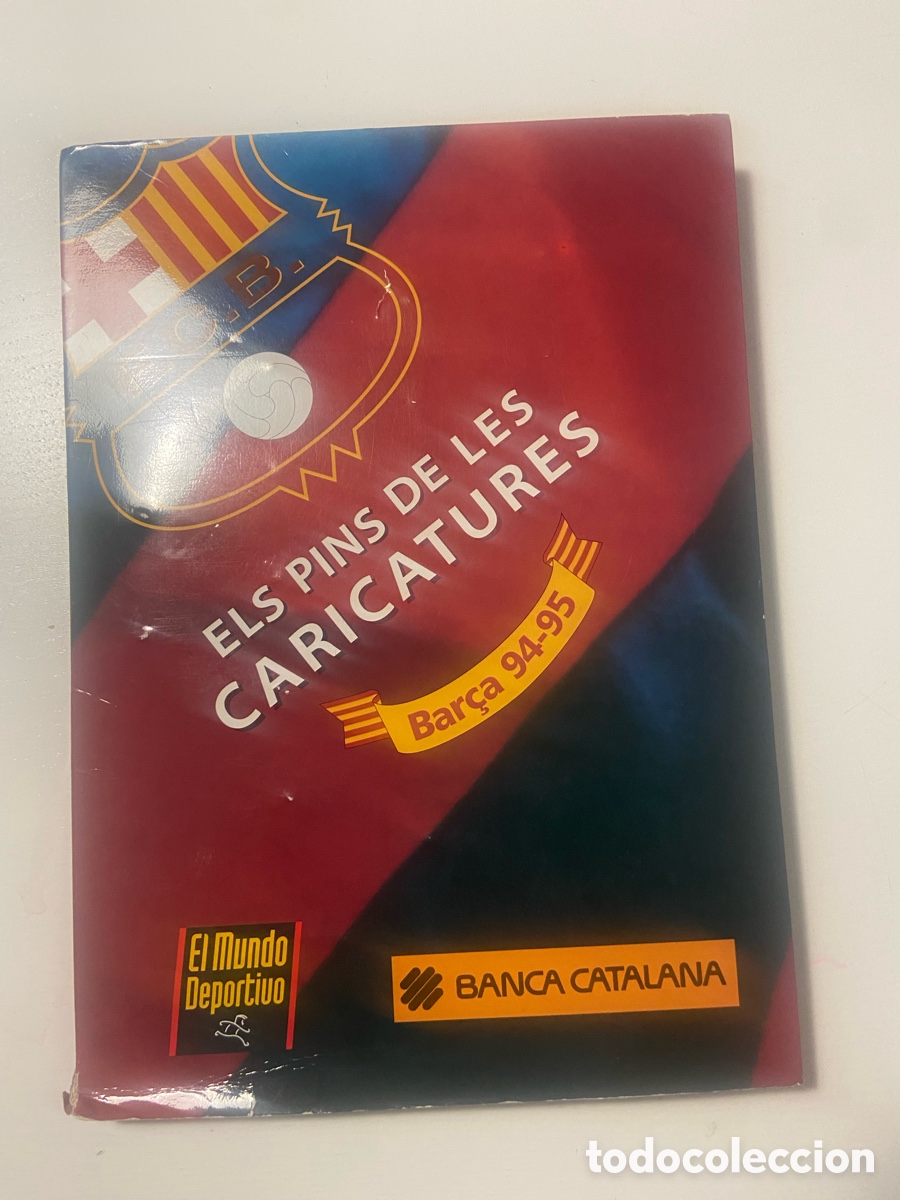 C.B.
ELS PINS DE LES
CARICATURES
Barça 94-95
El Mundo
Deportivo
BANCA CATALANA
todocoleccion